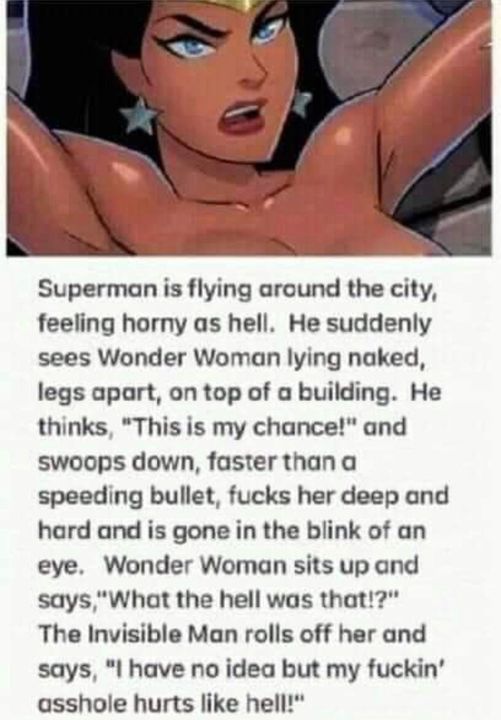 Superman is flying around the city,
feeling horny as hell.  He suddenly
sees Wonder Woman lying naked,
legs apart, on top of a building.  He
thinks, "This is my chance!" and
swoops down, faster than a
speeding bullet, fucks her deep and
hard and is gone in the blink of an
eye.   Wonder Woman sits up and
says,"What the hell was that!?"
The Invisible Man rolls off her and
says, "I have no idea but my fuckin'
asshole hurts like hell!"